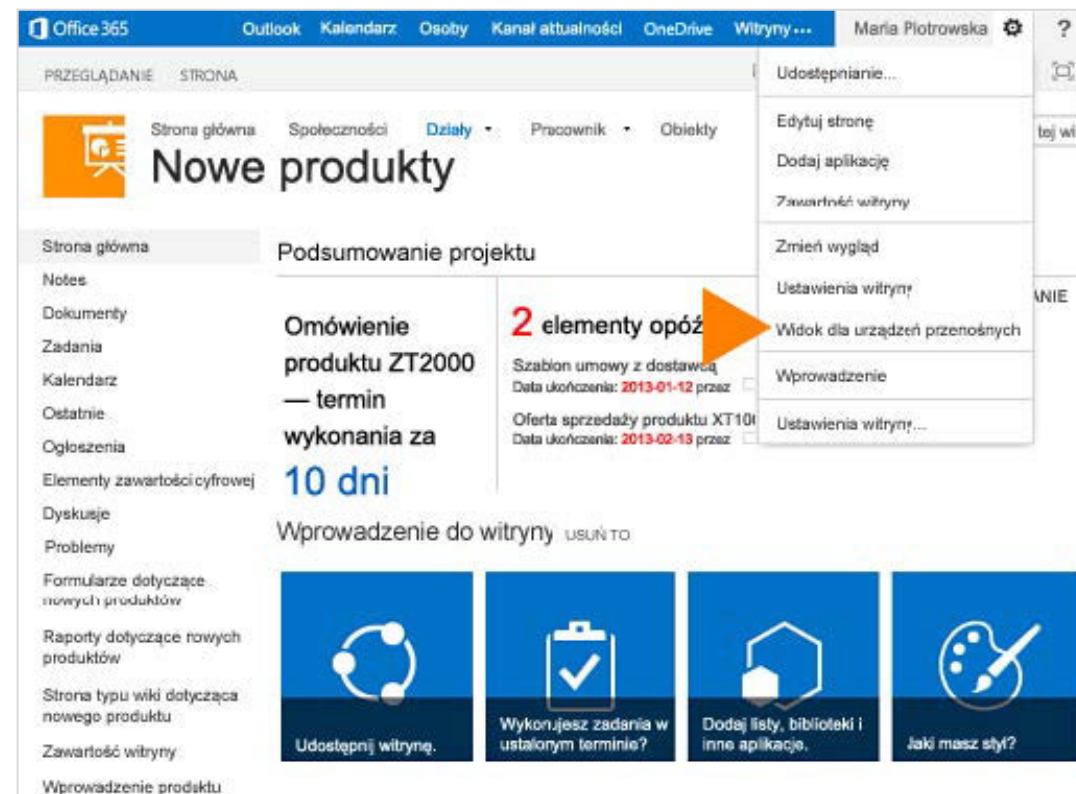 Office 365 Outlook Kalendarz Osoby Kanał aktualności OneDrive Witryny ••• Maria Piotrowska ?
PRZEGLĄDANIE STRONA
Udostępnianie...
Edytuj stronę
Dodaj aplikację
Zawartość witryny
Zmień wygląd
Ustawienia witryny
Widok dla urządzeń przenośnych
Wprowadzenie
Ustawienia witryny...
Strona główna Społeczności Działy Pracownik Obiekty
tej wi
Nowe produkty
Strona główna
Notes
Dokumenty
Zadania
Kalendarz
Ostatnie
Ogłoszenia
Elementy zawartości cyfrowej
Dyskusje
Problemy
Formularze dotyczące
nowych produktów
Raporty dotyczące nowych
produktów
Strona typu wiki dotycząca
nowego produktu
Zawartość witryny
Wprowadzenie produktu
Podsumowanie projektu
Omówienie
produktu ZT2000
— termin
wykonania za
10 dni
2 elementy opóź
Szablon umowy z dostawcą
Data ukończenia: 2013-01-12 przez
Oferta sprzedaży produktu XT10
Data ukończenia: 2013-02-13 przez
ANIE
Wprowadzenie do witryny USUŃ TO
Udostępnij witrynę.
Wykonujesz zadania w
ustalonym terminie?
Dodaj listy, biblioteki i
inne aplikacje.
Jaki masz styl?